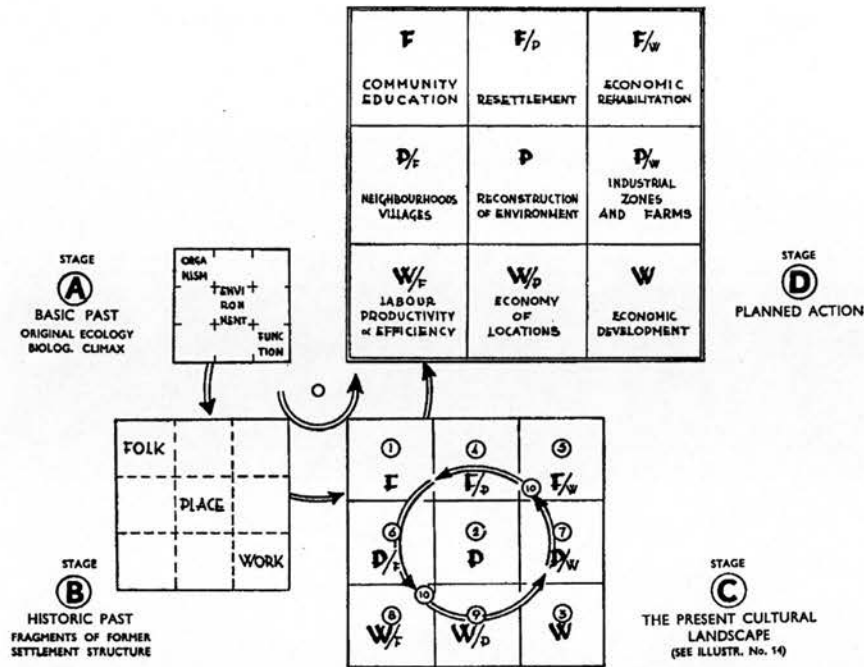 F
COMMUNITY
EDUCATION
F/P
RESETTLEMENT
F/W
ECONOMIC
REHABILITATION
P/F
NEIGHBOURHOODS
VILLAGES
P
RECONSTRUCTION
OF ENVIRONMENT
P/W
INDUSTRIAL
ZONES
AND FARMS
W/F
LABOUR
PRODUCTIVITY
& EFFICIENCY
W/P
ECONOMY
OF
LOCATIONS
W
ECONOMIC
DEVELOPMENT
STAGE
D
PLANNED ACTION
STAGE
A
BASIC PAST
ORIGINAL ECOLOGY
BIOLOG. CLIMAX
ORGA
NISM
ENVI
RON
MENT
FUNC
TION
O
FOLK
PLACE
WORK
STAGE
B
HISTORIC PAST
FRAGMENTS OF FORMER
SETTLEMENT STRUCTURE
1
F
4
F/P
5
F/W
10
6
P/F
2
P
7
P/W
10
8
W/F
9
W/P
3
W
STAGE
C
THE PRESENT CULTURAL
LANDSCAPE
(SEE ILLUSTR. No. 14)